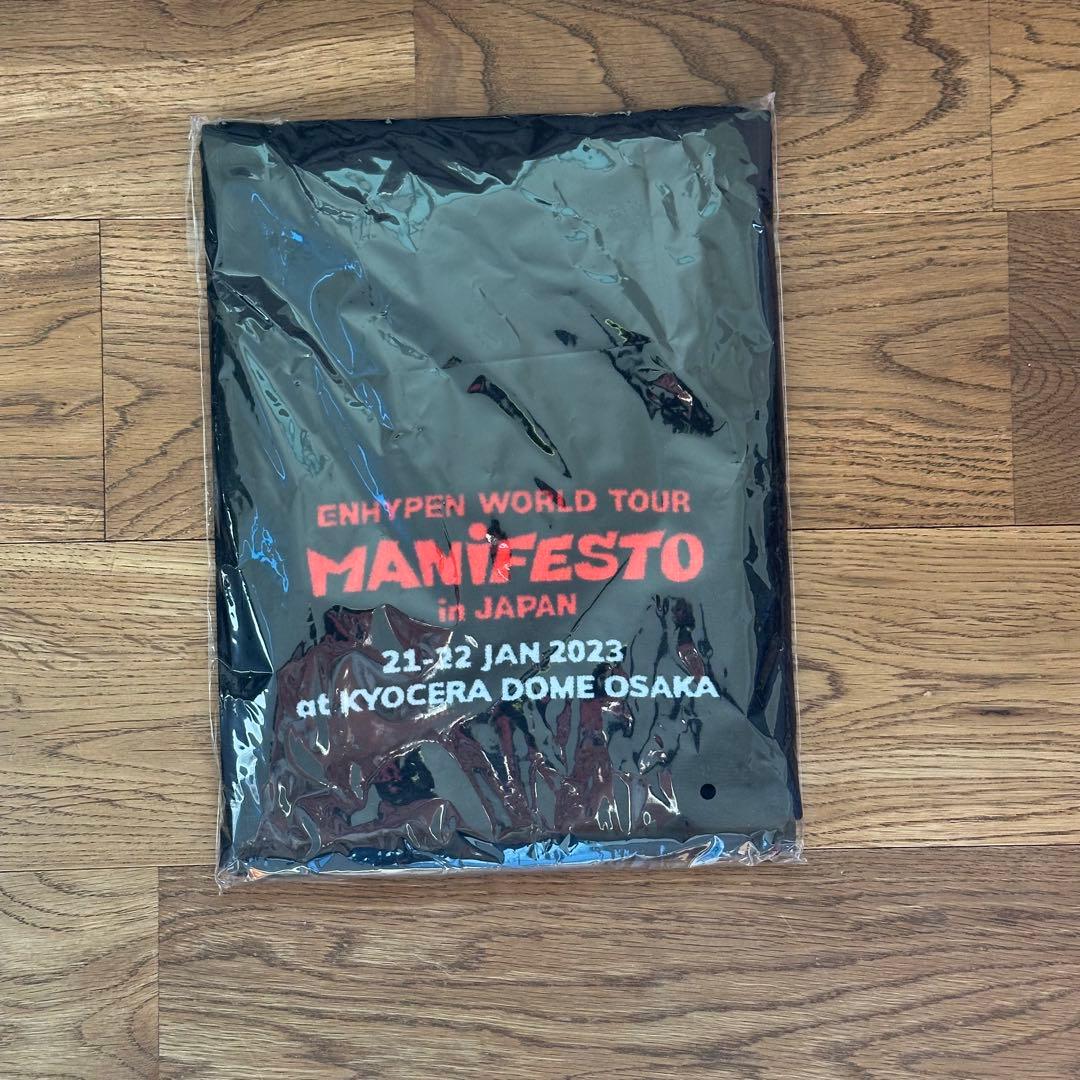 ENHYPEN WORLD TOUR
MANiFESTO
in JAPAN
21-22 JAN 2023
at KYOCERA DOME OSAKA